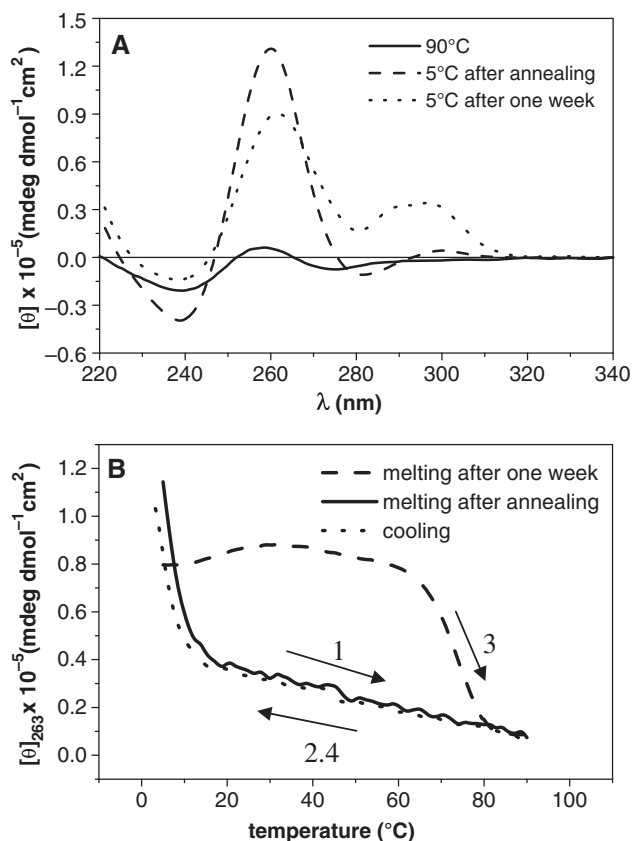 A
90°C
5°C after annealing
5°C after one week
1.5
1.2
0.9
0.6
0.3
0.0
−0.3
−0.6
[θ] x 10⁻⁵(mdeg dmol⁻¹cm²)
220 240 260 280 300 320 340
λ (nm)
B
melting after one week
melting after annealing
cooling
1.2
1.0
0.8
0.6
0.4
0.2
0.0
[θ]₂₆₃ x 10⁻⁵(mdeg dmol⁻¹cm²)
1
3
2.4
0 20 40 60 80 100
temperature (°C)